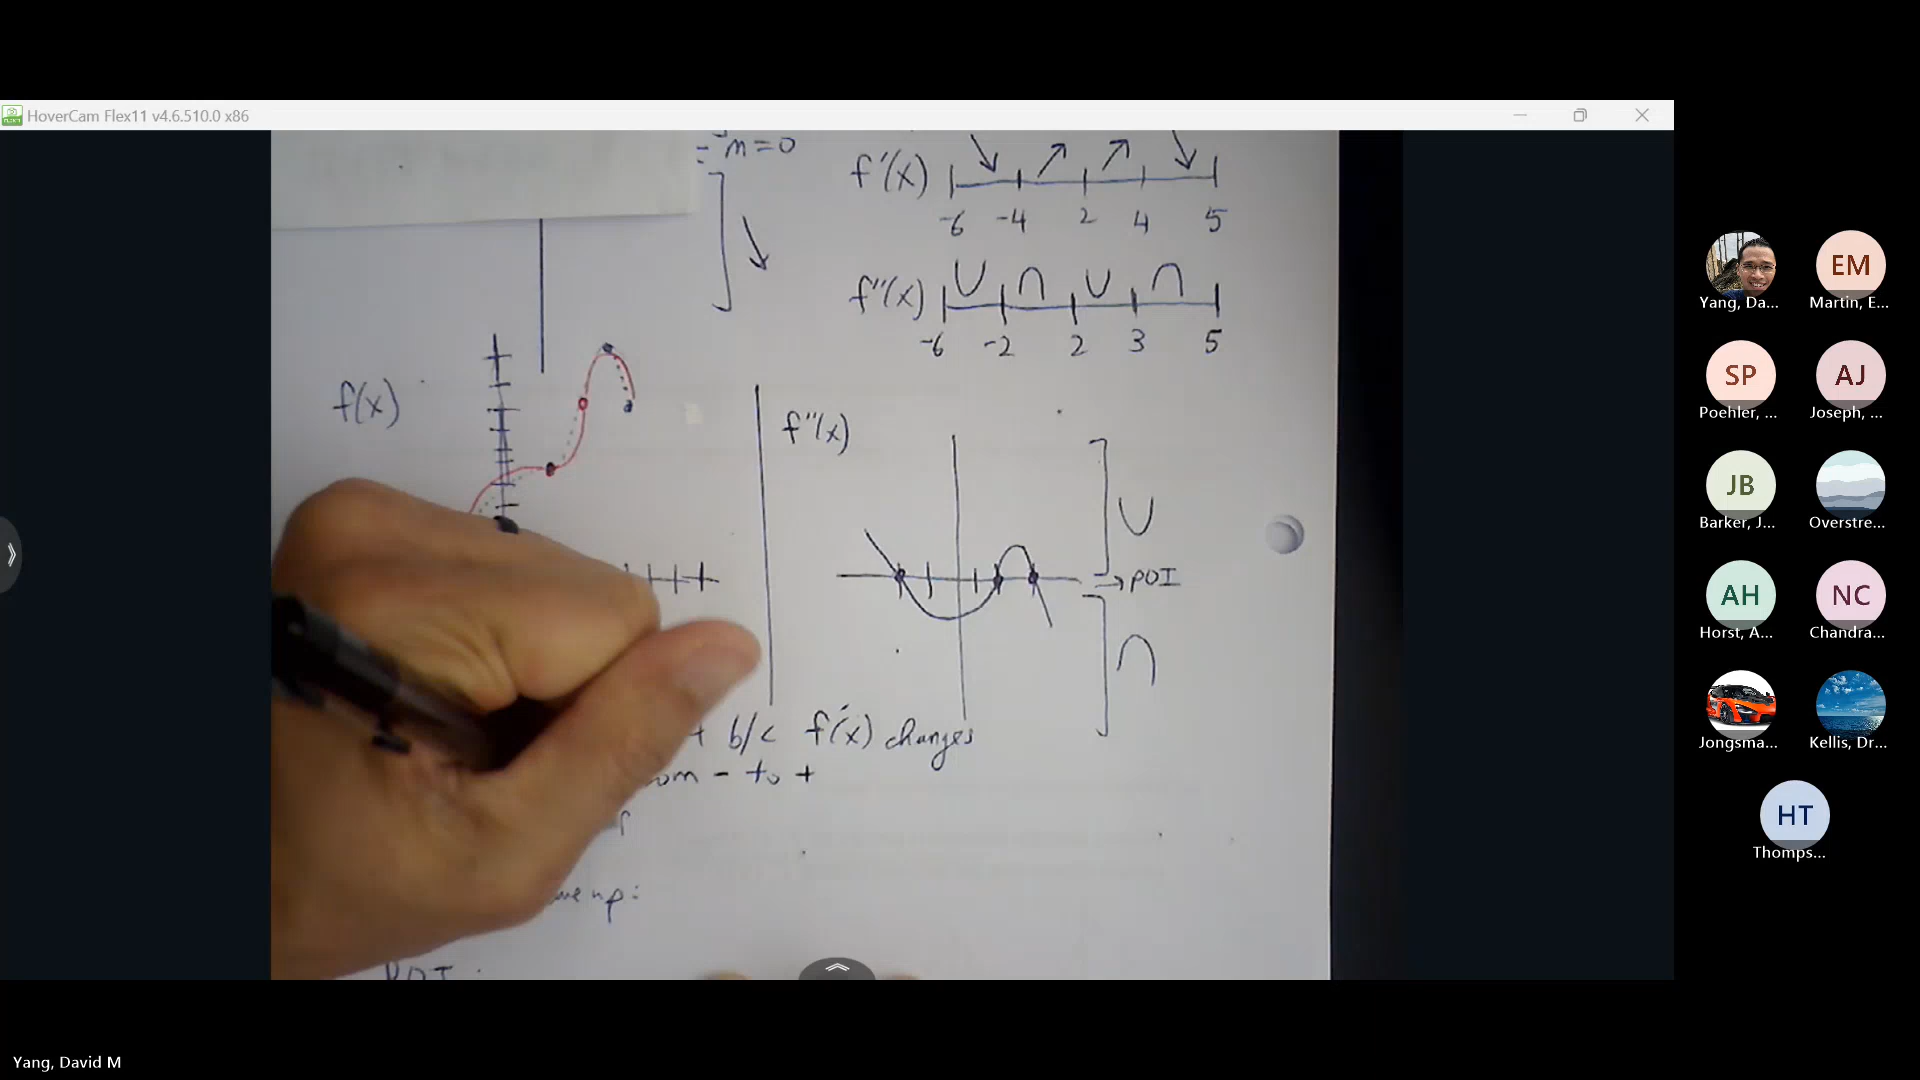 HoverCam Flex11 v4.6.510.0 x86
= m=0
f'(x)
-6 -4 2 4 5
f"(x) ∪ ∩ ∪ ∩
-6 -2 2 3 5
f(x)
f"(x)
∪
→ POI
∩
b/c f'(x) changes
- to +
up:
POI :
Yang, Da...
Martin, E...
SP
EM
Poehler, ...
AJ
Joseph, ...
JB
Barker, J...
Overstre...
AH
Horst, A...
NC
Chandra...
Jongsma...
Kellis, Dr...
HT
Thomps...
Yang, David M